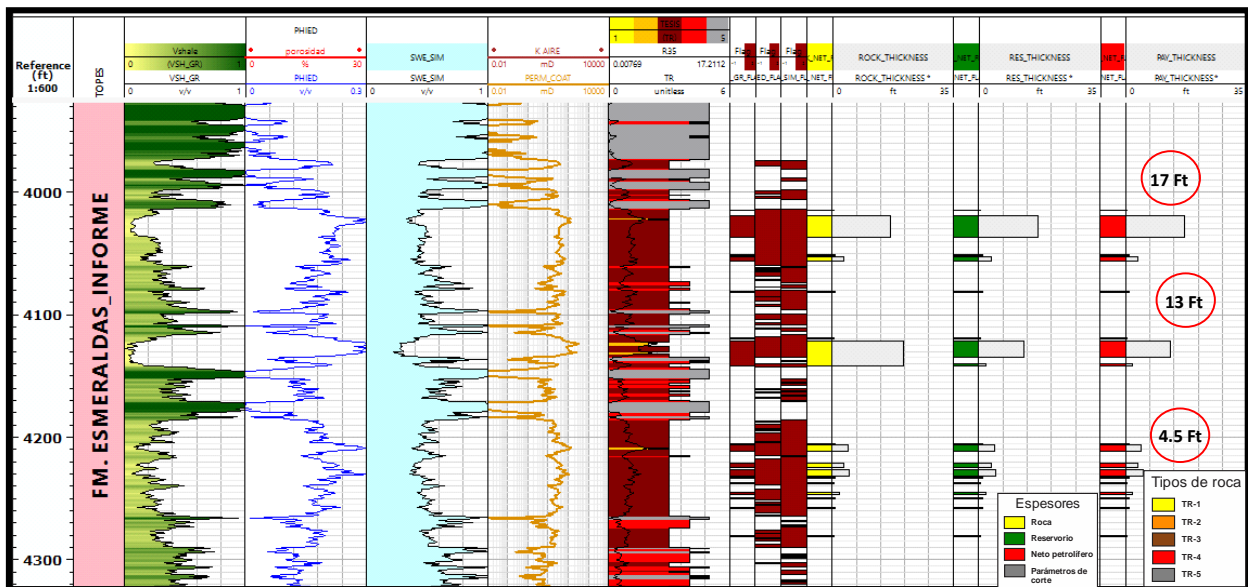 PHIED
Vshale
(VSH_GR)
1
VSH_GR
0 v/v 1
porosidad
0 % 30
PHIED
0 v/v 0.3
SWE_SIM
SWE_SIM
0 v/v 1
K AIRE
0.01 mD 10000
PERM_COAT
0.01 mD 10000
1 5
R35
0.00769 17.2112
TR
0 unitless 6
Flag
Flag
Flag
ROCK_THICKNESS
ROCK_THICKNESS *
0 ft 35
RES_THICKNESS
RES_THICKNESS *
0 ft 35
PAY_THICKNESS
PAY_THICKNESS*
0 ft 35
Reference
(ft)
1:600
TOPES
FM. ESMERALDAS_INFORME
4000
4100
4200
4300
17 Ft
13 Ft
4.5 Ft
Espesores
Roca
Reservorio
Neto petrolífero
Parámetros de
corte
Tipos de roca
TR-1
TR-2
TR-3
TR-4
TR-5